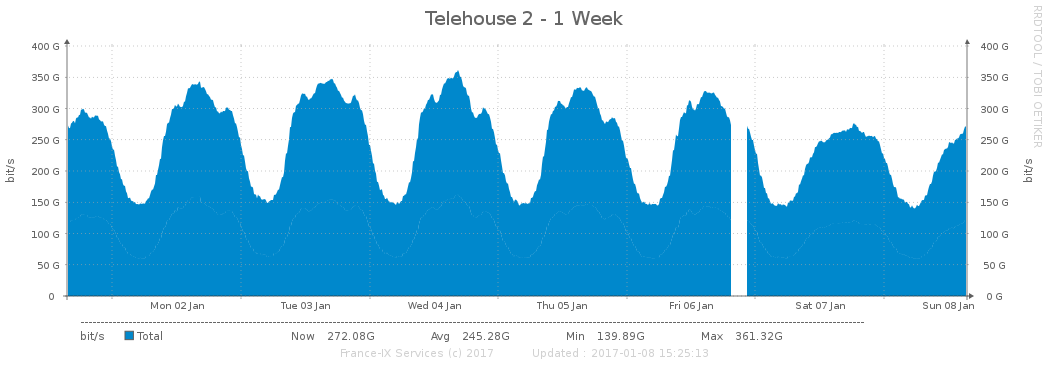 Telehouse 2 - 1 Week
RRDTOOL / TOBI OETIKER
400 G 400 G
350 G 350 G
300 G 300 G
250 G 250 G
200 G 200 G
150 G 150 G
100 G 100 G
50 G 50 G
0 0 G
bit/s bit/s
Mon 02 Jan Tue 03 Jan Wed 04 Jan Thu 05 Jan Fri 06 Jan Sat 07 Jan Sun 08 Jan
bit/s Total Now 272.08G Avg 245.28G Min 139.89G Max 361.32G
France-IX Services (c) 2017 Updated : 2017-01-08 15:25:13